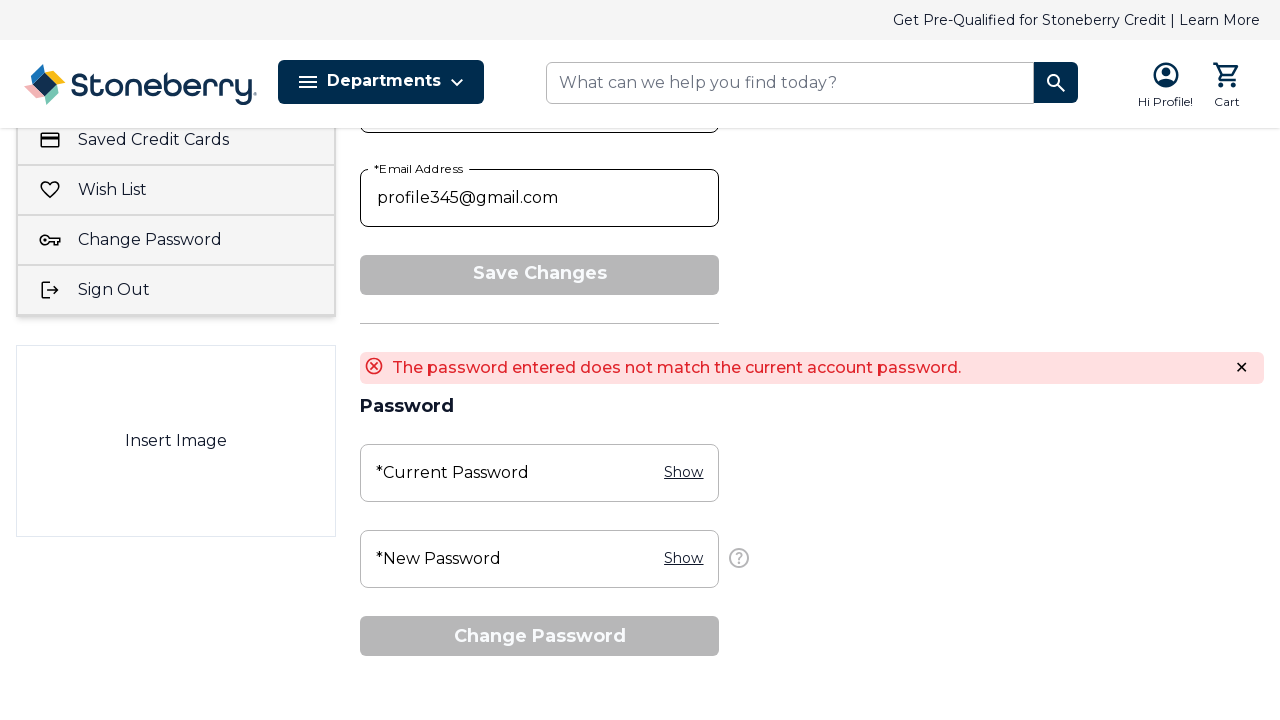 Get Pre-Qualified for Stoneberry Credit | Learn More
Stoneberry
Departments
What can we help you find today?
Hi Profile!
Cart
Saved Credit Cards
Wish List
Change Password
Sign Out
Insert Image
*Email Address
profile345@gmail.com
Save Changes
The password entered does not match the current account password.
Password
*Current Password Show
*New Password Show
Change Password